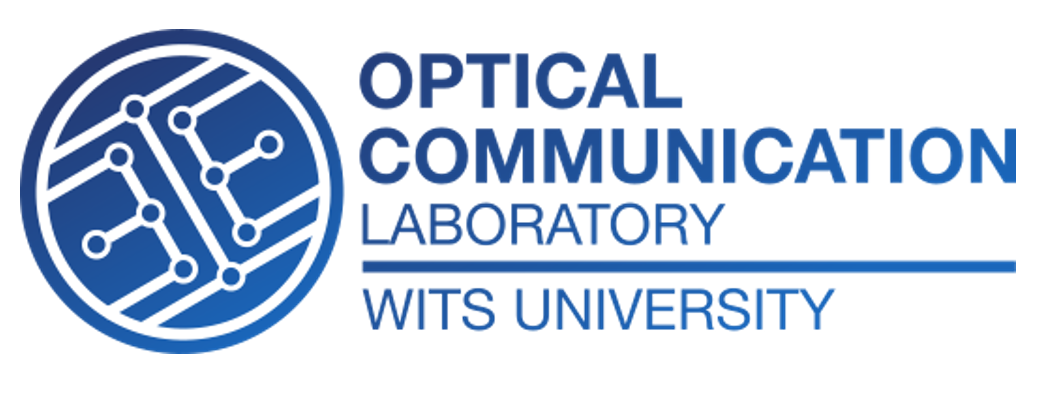 OPTICAL
COMMUNICATION
LABORATORY
WITS UNIVERSITY